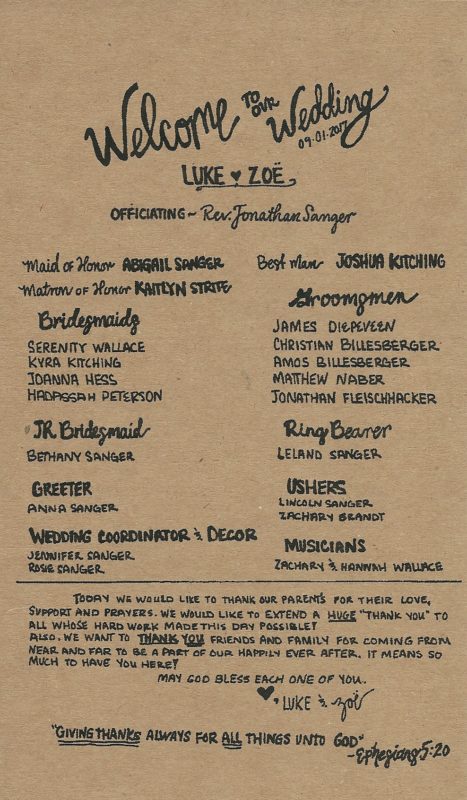 Welcome TO OUR Wedding
09.01.2017
LUKE ♥ ZOË
OFFICIATING ~ Rev. Jonathan Sanger
Maid of Honor ABIGAIL SANGER
Matron of Honor KAITLYN STRITE
Bridesmaids
SERENITY WALLACE
KYRA KITCHING
JOANNA HESS
HADASSAH PETERSON
JR Bridesmaid
BETHANY SANGER
GREETER
ANNA SANGER
WEDDING COORDINATOR & DECOR
JENNIFER SANGER
ROSIE SANGER
Best Man JOSHUA KITCHING
Groomsmen
JAMES DIEPEVEEN
CHRISTIAN BILLESBERGER
AMOS BILLESBERGER
MATTHEW NABER
JONATHAN FLEISCHHACKER
Ring Bearer
LELAND SANGER
USHERS
LINCOLN SANGER
ZACHARY BRANDT
MUSICIANS
ZACHARY & HANNAH WALLACE
TODAY WE WOULD LIKE TO THANK OUR PARENTS FOR THEIR LOVE,
SUPPORT AND PRAYERS. WE WOULD LIKE TO EXTEND A HUGE "THANK YOU" TO
ALL WHOSE HARD WORK MADE THIS DAY POSSIBLE!
ALSO, WE WANT TO THANK YOU FRIENDS AND FAMILY FOR COMING FROM
NEAR AND FAR TO BE A PART OF OUR HAPPILY EVER AFTER. IT MEANS SO
MUCH TO HAVE YOU HERE!
MAY GOD BLESS EACH ONE OF YOU.
♥, LUKE & Zoë
"GIVING THANKS ALWAYS FOR ALL THINGS UNTO GOD"
~Ephesians 5:20